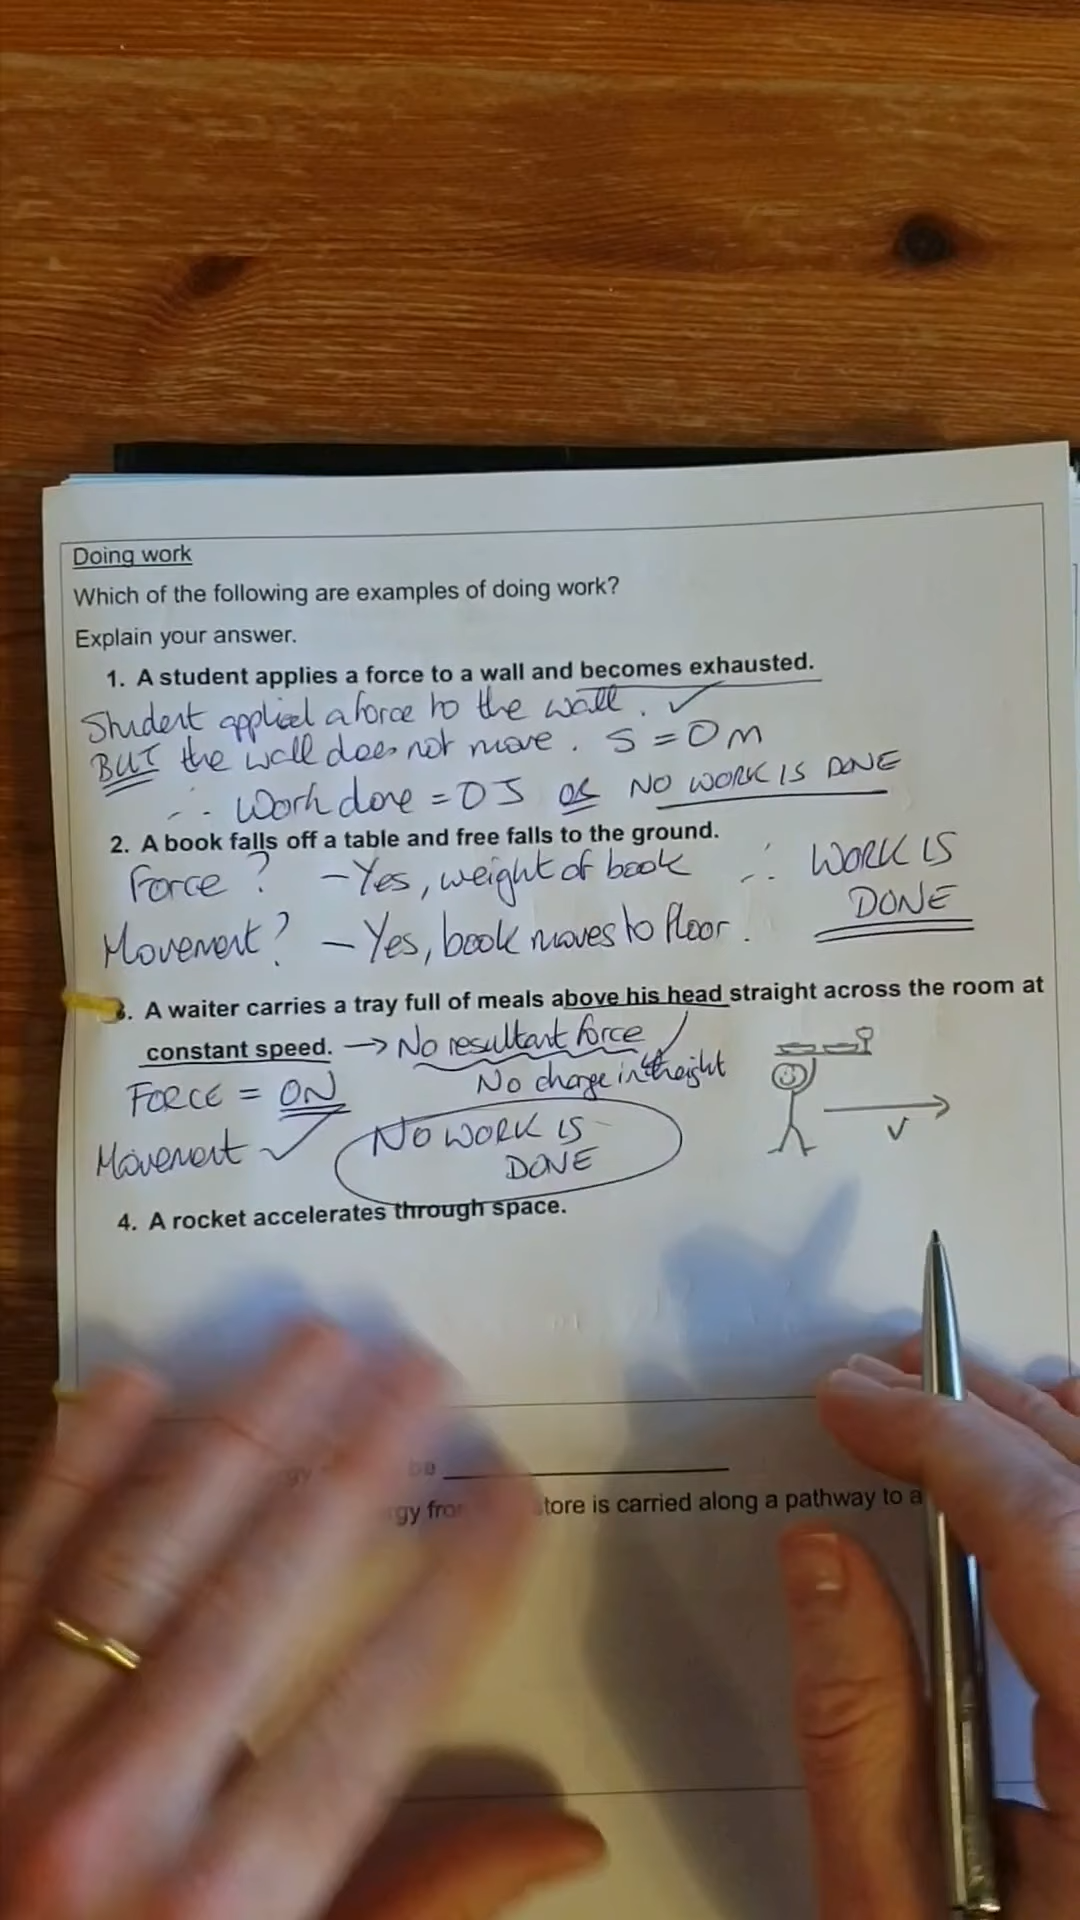 Doing work
Which of the following are examples of doing work?
Explain your answer.
1. A student applies a force to a wall and becomes exhausted.
Student applied a force to the wall. ✓
BUT the wall does not move. S = 0m
∴ Work done = 0J OR NO WORK IS DONE
2. A book falls off a table and free falls to the ground.
Force? - Yes, weight of book ∴ WORK IS
DONE
Movement? - Yes, book moves to floor.
3. A waiter carries a tray full of meals above his head straight across the room at
constant speed. → No resultant force
No change in height
FORCE = ON
Movement ✓ NO WORK IS
DONE
v
4. A rocket accelerates through space.
be
tore is carried along a pathway to a